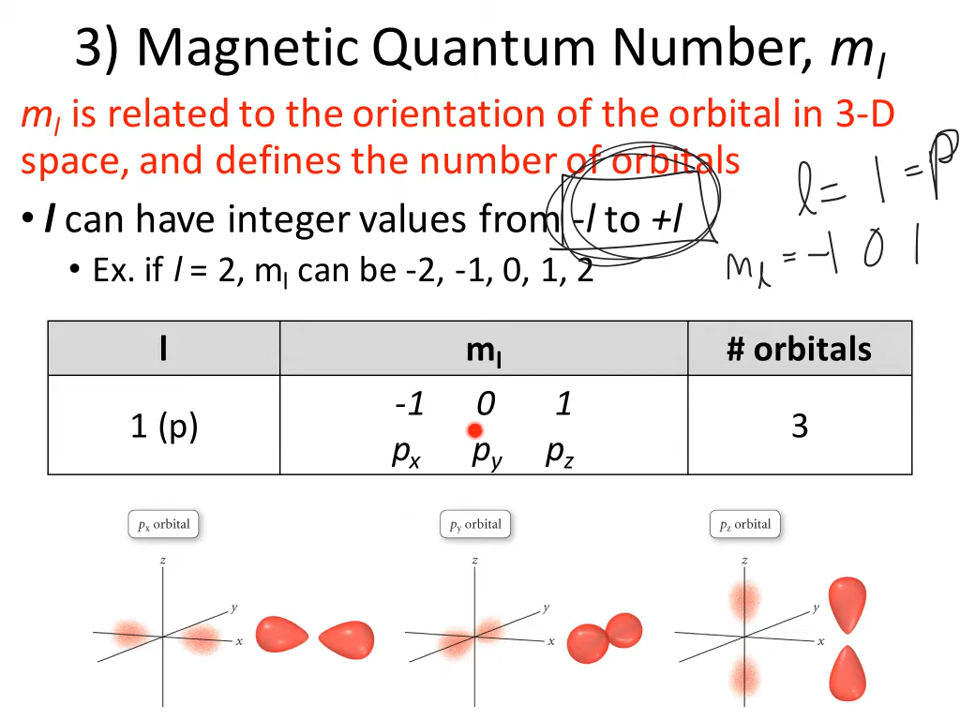 3) Magnetic Quantum Number, ml
ml is related to the orientation of the orbital in 3-D
space, and defines the number of orbitals
• l can have integer values from -l to +l
• Ex. if l = 2, ml can be -2, -1, 0, 1, 2
l = 1 = p
ml = -1 0 1
l ml # orbitals
1 (p) -1 0 1 3
px py pz
px orbital py orbital pz orbital
z z z
y y y
x x x